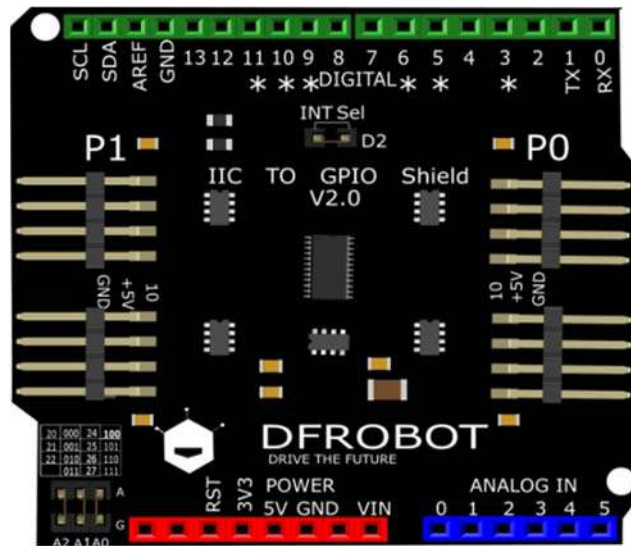 SCL
SDA
AREF
GND
13 12 11 10 9 8 7 6 5 4 3 2 1 0
TX
RX
* * * DIGITAL * * *
INT Sel
D2
P1
P0
IIC TO GPIO Shield
V2.0
GND
+5V
10
10
+5V
GND
20 000 24 100
21 001 25 101
22 010 26 110
011 27 111
A
G
A2 A1 A0
DFROBOT
DRIVE THE FUTURE
RST
3V3
POWER
5V GND VIN
ANALOG IN
0 1 2 3 4 5